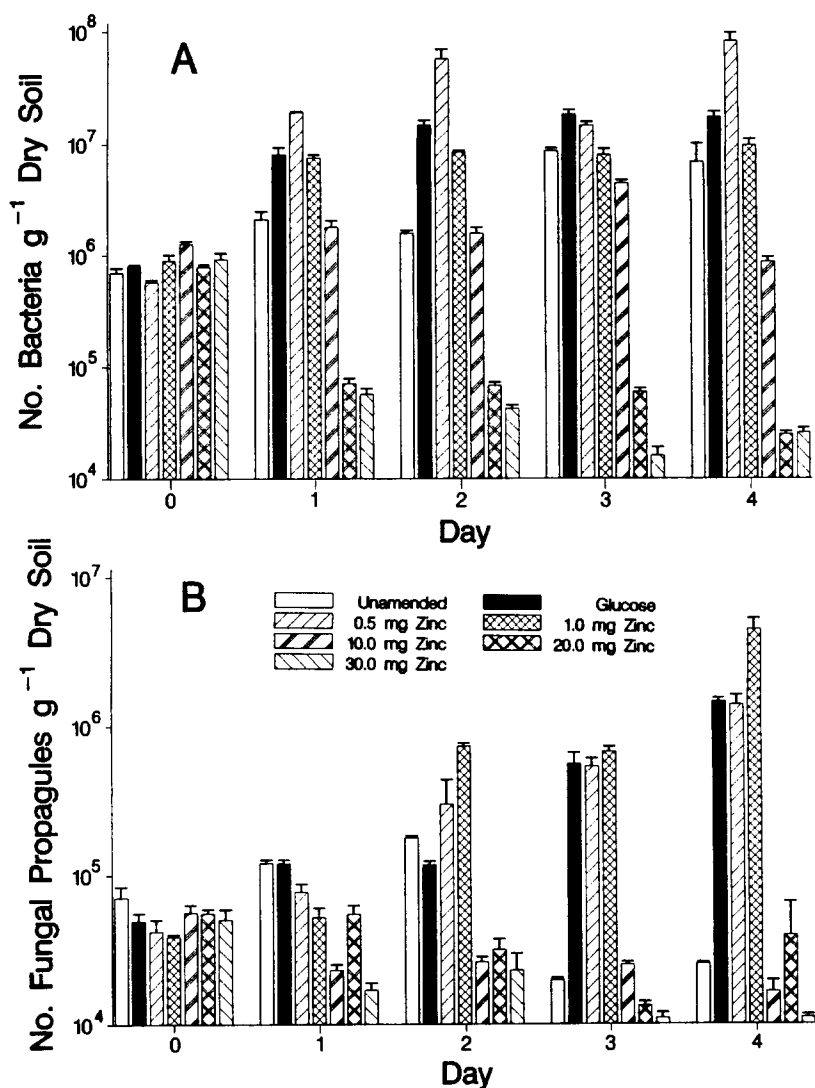 A
No. Bacteria g⁻¹ Dry Soil
10⁸
10⁷
10⁶
10⁵
10⁴
0 1 2 3 4
Day
B
No. Fungal Propagules g⁻¹ Dry Soil
10⁷
10⁶
10⁵
10⁴
Unamended Glucose
0.5 mg Zinc 1.0 mg Zinc
10.0 mg Zinc 20.0 mg Zinc
30.0 mg Zinc
0 1 2 3 4
Day